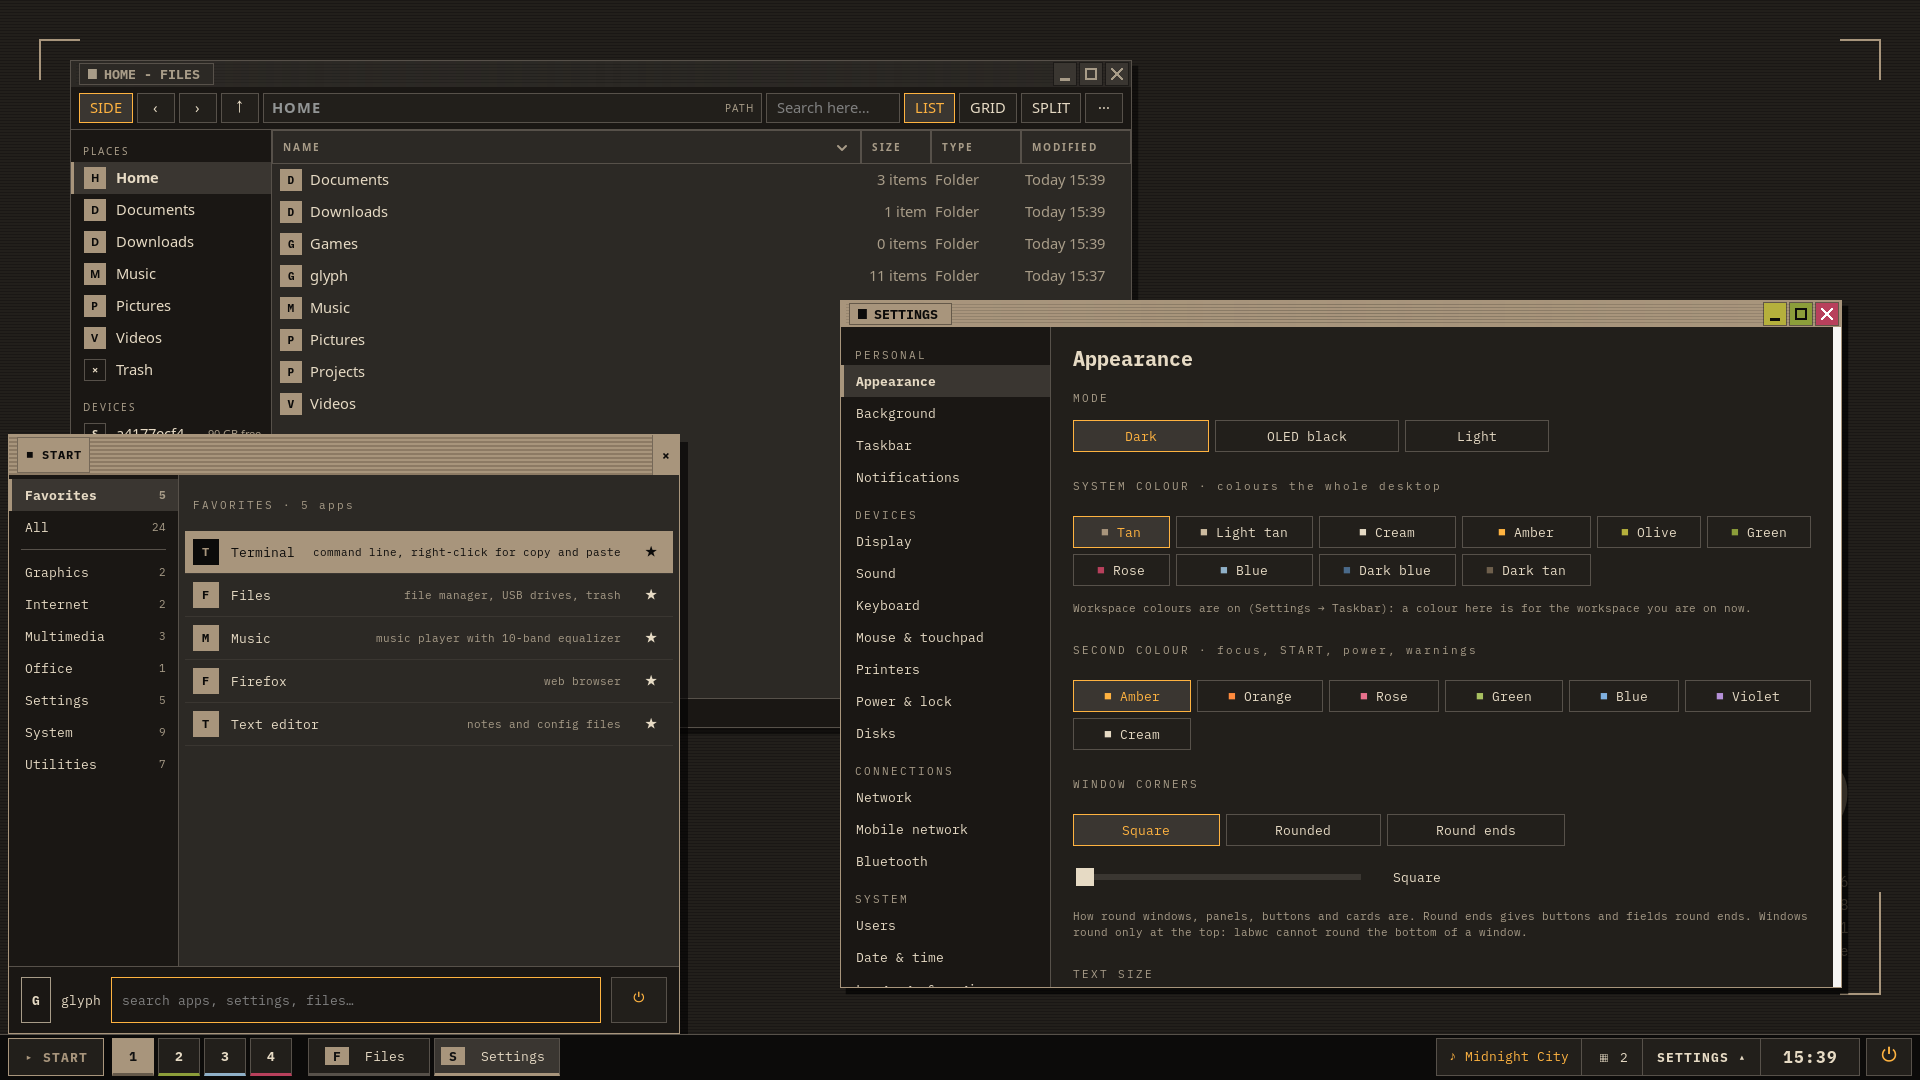 HOME - FILES
SIDE ‹ › ↑ HOME PATH Search here... LIST GRID SPLIT ...
PLACES
H Home
D Documents
D Downloads
M Music
P Pictures
V Videos
× Trash
DEVICES
NAME SIZE TYPE MODIFIED
D Documents 3 items Folder Today 15:39
D Downloads 1 item Folder Today 15:39
G Games 0 items Folder Today 15:39
G glyph 11 items Folder Today 15:37
M Music
P Pictures
P Projects
V Videos
START ×
Favorites 5
All 24
Graphics 2
Internet 2
Multimedia 3
Office 1
Settings 5
System 9
Utilities 7
FAVORITES · 5 apps
T Terminal command line, right-click for copy and paste ★
F Files file manager, USB drives, trash ★
M Music music player with 10-band equalizer ★
F Firefox web browser ★
T Text editor notes and config files ★
G glyph search apps, settings, files…
SETTINGS
PERSONAL
Appearance
Background
Taskbar
Notifications
DEVICES
Display
Sound
Keyboard
Mouse & touchpad
Printers
Power & lock
Disks
CONNECTIONS
Network
Mobile network
Bluetooth
SYSTEM
Users
Date & time
Appearance
MODE
Dark OLED black Light
SYSTEM COLOUR · colours the whole desktop
Tan Light tan Cream Amber Olive Green
Rose Blue Dark blue Dark tan
Workspace colours are on (Settings → Taskbar): a colour here is for the workspace you are on now.
SECOND COLOUR · focus, START, power, warnings
Amber Orange Rose Green Blue Violet
Cream
WINDOW CORNERS
Square Rounded Round ends
Square
How round windows, panels, buttons and cards are. Round ends gives buttons and fields round ends. Windows
round only at the top: labwc cannot round the bottom of a window.
TEXT SIZE
▸ START 1 2 3 4 F Files S Settings ♪ Midnight City ▦ 2 SETTINGS ▴ 15:39